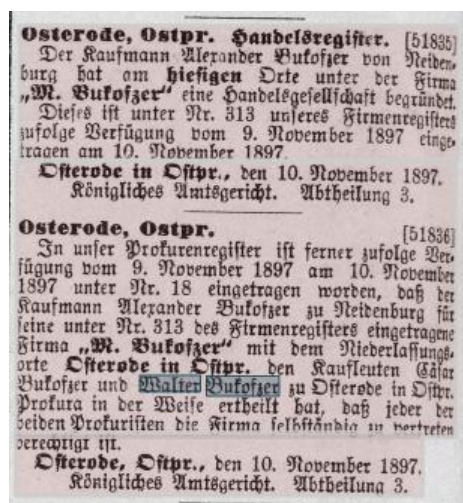 Osterode, Ostpr. Handelsregister. [51835]
Der Kaufmann Alexander Bukofzer von Neiden-
burg hat am hiesigen Orte unter der Firma
„M. Bukofzer" eine Handelsgesellschaft begründet.
Dieses ist unter Nr. 313 unseres Firmenregisters
zufolge Verfügung vom 9. November 1897 einge-
tragen am 10. November 1897.
Osterode in Ostpr., den 10. November 1897.
Königliches Amtsgericht. Abtheilung 3.
Osterode, Ostpr. [51836]
In unser Prokurenregister ist ferner zufolge Ver-
fügung vom 9. November 1897 am 10. November
1897 unter Nr. 18 eingetragen worden, daß der
Kaufmann Alexander Bukofzer zu Neidenburg für
seine unter Nr. 313 des Firmenregisters eingetragene
Firma „M. Bukofzer" mit dem Niederlassungs-
orte Osterode in Ostpr. den Kaufleuten Cäsar
Bukofzer und Walter Bukofzer zu Osterode in Ostpr.
Prokura in der Weise ertheilt hat, daß jeder der
beiden Prokuristen die Firma selbständig zu vertreten
berechtigt ist.
Osterode, Ostpr., den 10. November 1897.
Königliches Amtsgericht. Abtheilung 3.